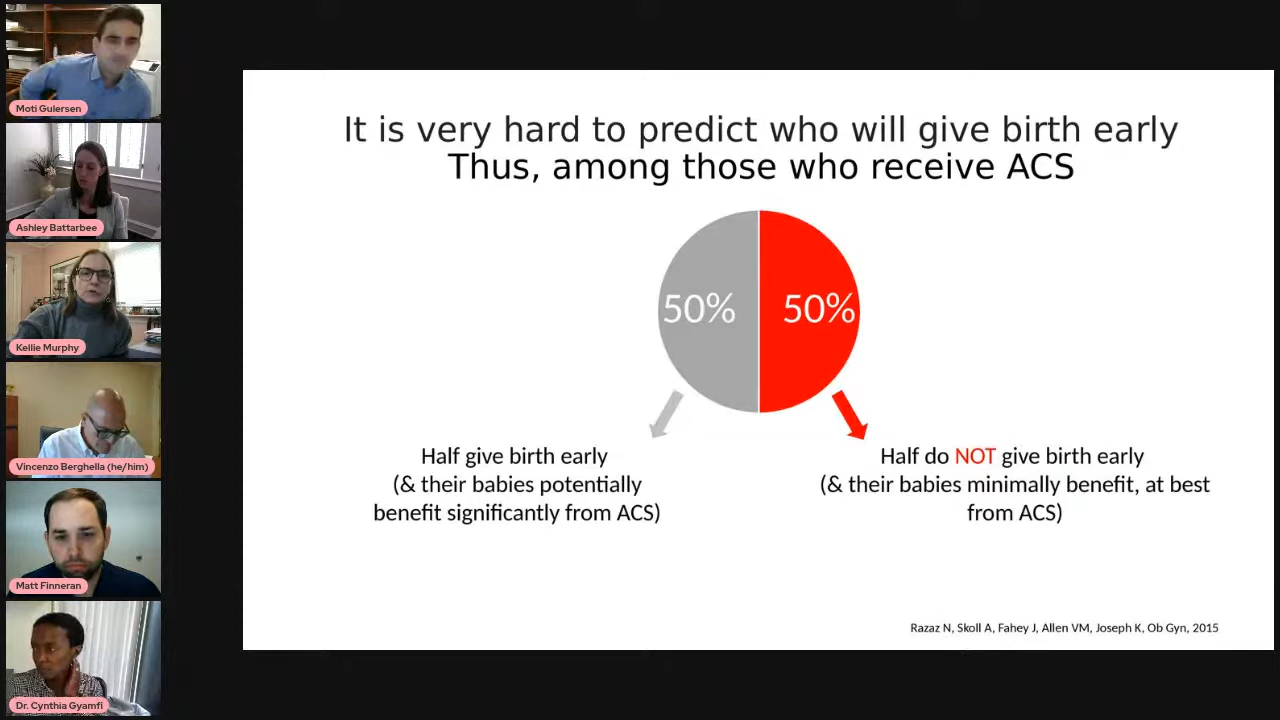 Moti Gulersen
Ashley Battarbee
Kellie Murphy
Vincenzo Berghella (he/him)
Matt Finneran
Dr. Cynthia Gyamfi
It is very hard to predict who will give birth early
Thus, among those who receive ACS
50%
50%
Half give birth early
(& their babies potentially
benefit significantly from ACS)
Half do NOT give birth early
(& their babies minimally benefit, at best
from ACS)
Razaz N, Skoll A, Fahey J, Allen VM, Joseph K, Ob Gyn, 2015